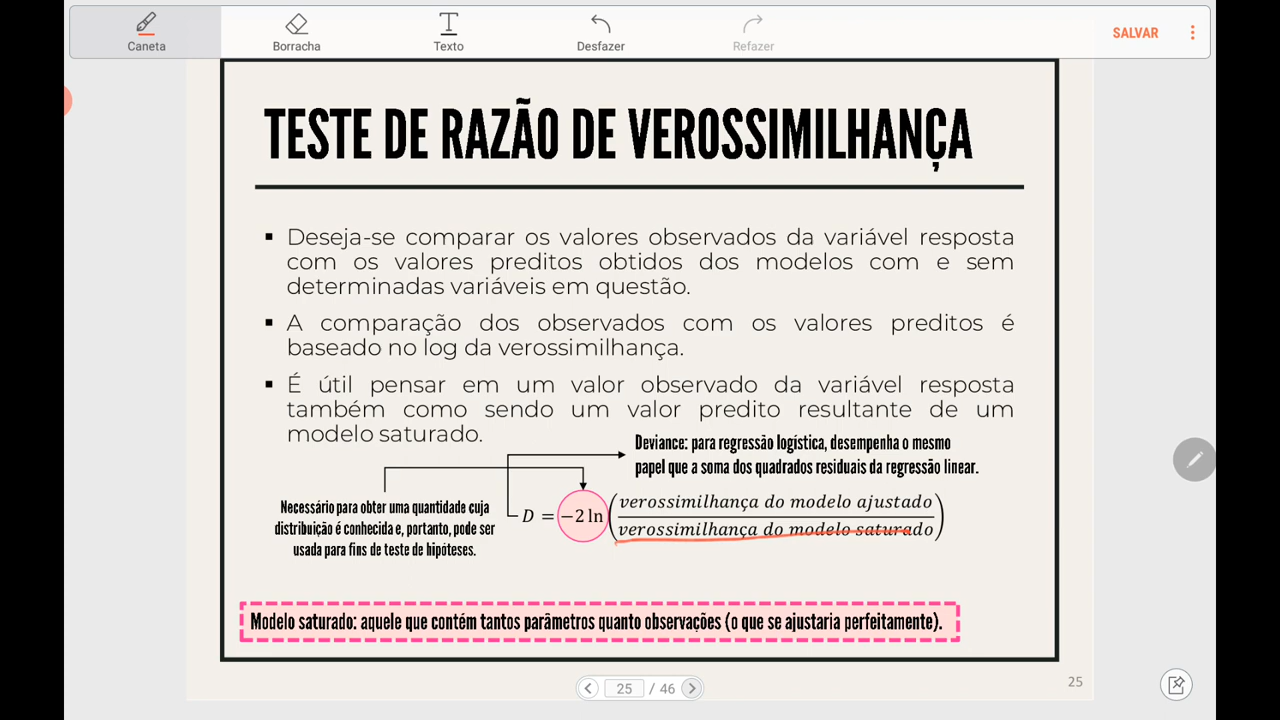 Caneta
Borracha
Texto
Desfazer
Refazer
SALVAR
TESTE DE RAZÃO DE VEROSSIMILHANÇA
▪ Deseja-se comparar os valores observados da variável resposta
com os valores preditos obtidos dos modelos com e sem
determinadas variáveis em questão.
▪ A comparação dos observados com os valores preditos é
baseado no log da verossimilhança.
▪ É útil pensar em um valor observado da variável resposta
também como sendo um valor predito resultante de um
modelo saturado.
Deviance: para regressão logística, desempenha o mesmo
papel que a soma dos quadrados residuais da regressão linear.
Necessário para obter uma quantidade cuja
distribuição é conhecida e, portanto, pode ser
usada para fins de teste de hipóteses.
D = −2 ln (verossimilhança do modelo ajustado
verossimilhança do modelo saturado)
Modelo saturado: aquele que contém tantos parâmetros quanto observações (o que se ajustaria perfeitamente).
25
25 / 46